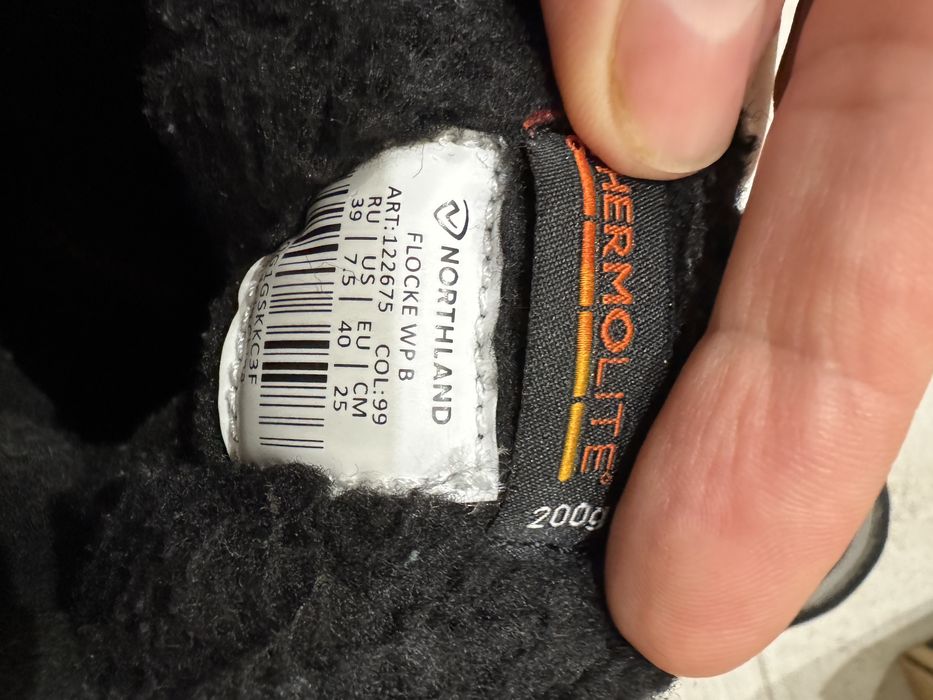 NORTHLAND
FLOCKE WP B
ART:122675 COL:99
RU | US | EU | CM
39 | 7.5 | 40 | 25
THERMOLITE®
200g